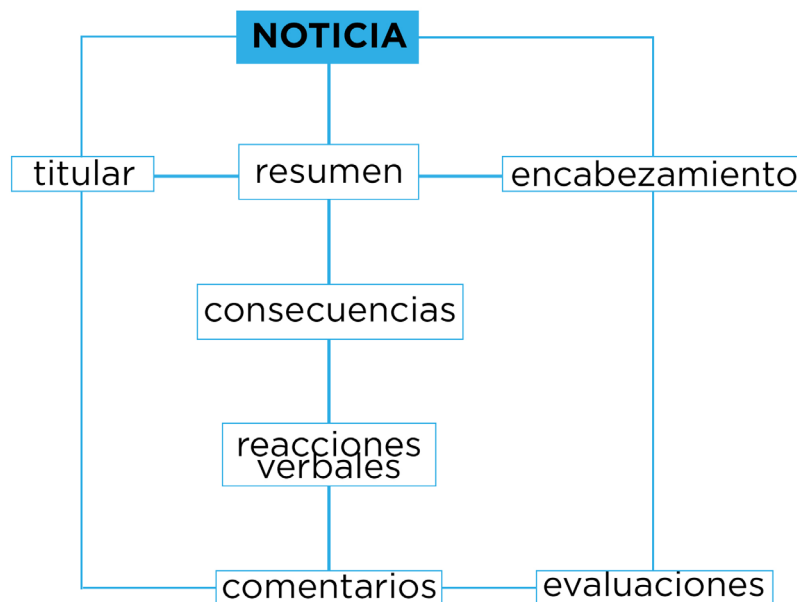 NOTICIA
titular
resumen
encabezamiento
consecuencias
reacciones
verbales
comentarios
evaluaciones